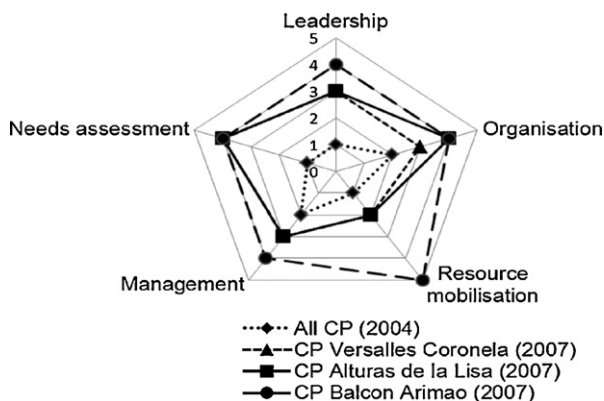 Leadership
5
4
3
2
1
0
Needs assessment
Organisation
Management
Resource
mobilisation
All CP (2004)
CP Versalles Coronela (2007)
CP Alturas de la Lisa (2007)
CP Balcon Arimao (2007)